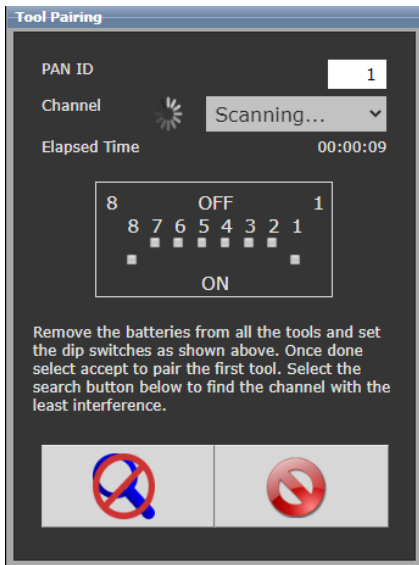 Tool Pairing
PAN ID 1
Channel Scanning...
Elapsed Time 00:00:09
8 OFF 1
8 7 6 5 4 3 2 1
ON
Remove the batteries from all the tools and set
the dip switches as shown above. Once done
select accept to pair the first tool. Select the
search button below to find the channel with the
least interference.